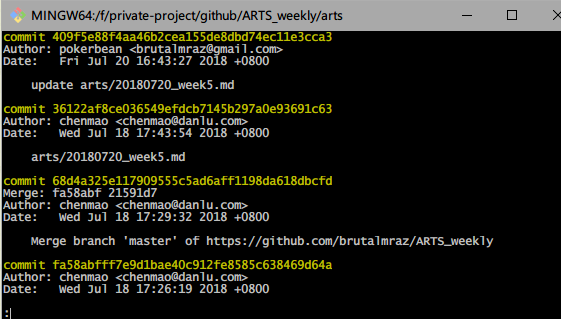 MINGW64:/f/private-project/github/ARTS_weekly/arts
commit 409f5e88f4aa46b2cea155de8dbd74ec11e3cca3
Author: pokerbean <brutalmraz@gmail.com>
Date:   Fri Jul 20 16:43:27 2018 +0800
    update arts/20180720_week5.md
commit 36122af8ce036549efdcb7145b297a0e93691c63
Author: chenmao <chenmao@danlu.com>
Date:   Wed Jul 18 17:43:54 2018 +0800
    arts/20180720_week5.md
commit 68d4a325e117909555c5ad6aff1198da618dbcfd
Merge: fa58abf 21591d7
Author: chenmao <chenmao@danlu.com>
Date:   Wed Jul 18 17:29:32 2018 +0800
    Merge branch 'master' of https://github.com/brutalmraz/ARTS_weekly
commit fa58abfff7e9d1bae40c912fe8585c638469d64a
Author: chenmao <chenmao@danlu.com>
Date:   Wed Jul 18 17:26:19 2018 +0800
: